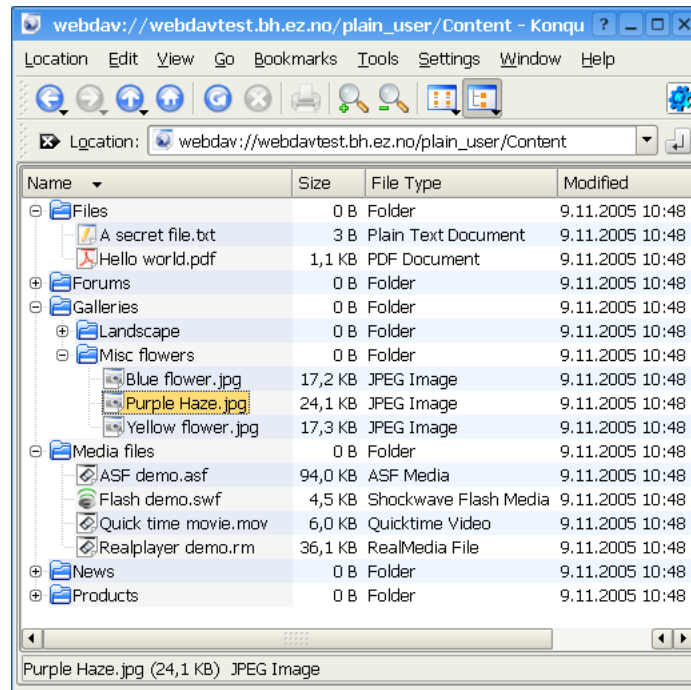 webdav://webdavtest.bh.ez.no/plain_user/Content - Konqu
Location Edit View Go Bookmarks Tools Settings Window Help
Location: webdav://webdavtest.bh.ez.no/plain_user/Content
Name Size File Type Modified
Files 0 B Folder 9.11.2005 10:48
A secret file.txt 3 B Plain Text Document 9.11.2005 10:48
Hello world.pdf 1,1 KB PDF Document 9.11.2005 10:48
Forums 0 B Folder 9.11.2005 10:48
Galleries 0 B Folder 9.11.2005 10:48
Landscape 0 B Folder 9.11.2005 10:48
Misc flowers 0 B Folder 9.11.2005 10:48
Blue flower.jpg 17,2 KB JPEG Image 9.11.2005 10:48
Purple Haze.jpg 24,1 KB JPEG Image 9.11.2005 10:48
Yellow flower.jpg 17,3 KB JPEG Image 9.11.2005 10:48
Media files 0 B Folder 9.11.2005 10:48
ASF demo.asf 94,0 KB ASF Media 9.11.2005 10:48
Flash demo.swf 4,5 KB Shockwave Flash Media 9.11.2005 10:48
Quick time movie.mov 6,0 KB Quicktime Video 9.11.2005 10:48
Realplayer demo.rm 36,1 KB RealMedia File 9.11.2005 10:48
News 0 B Folder 9.11.2005 10:48
Products 0 B Folder 9.11.2005 10:48
Purple Haze.jpg (24,1 KB) JPEG Image